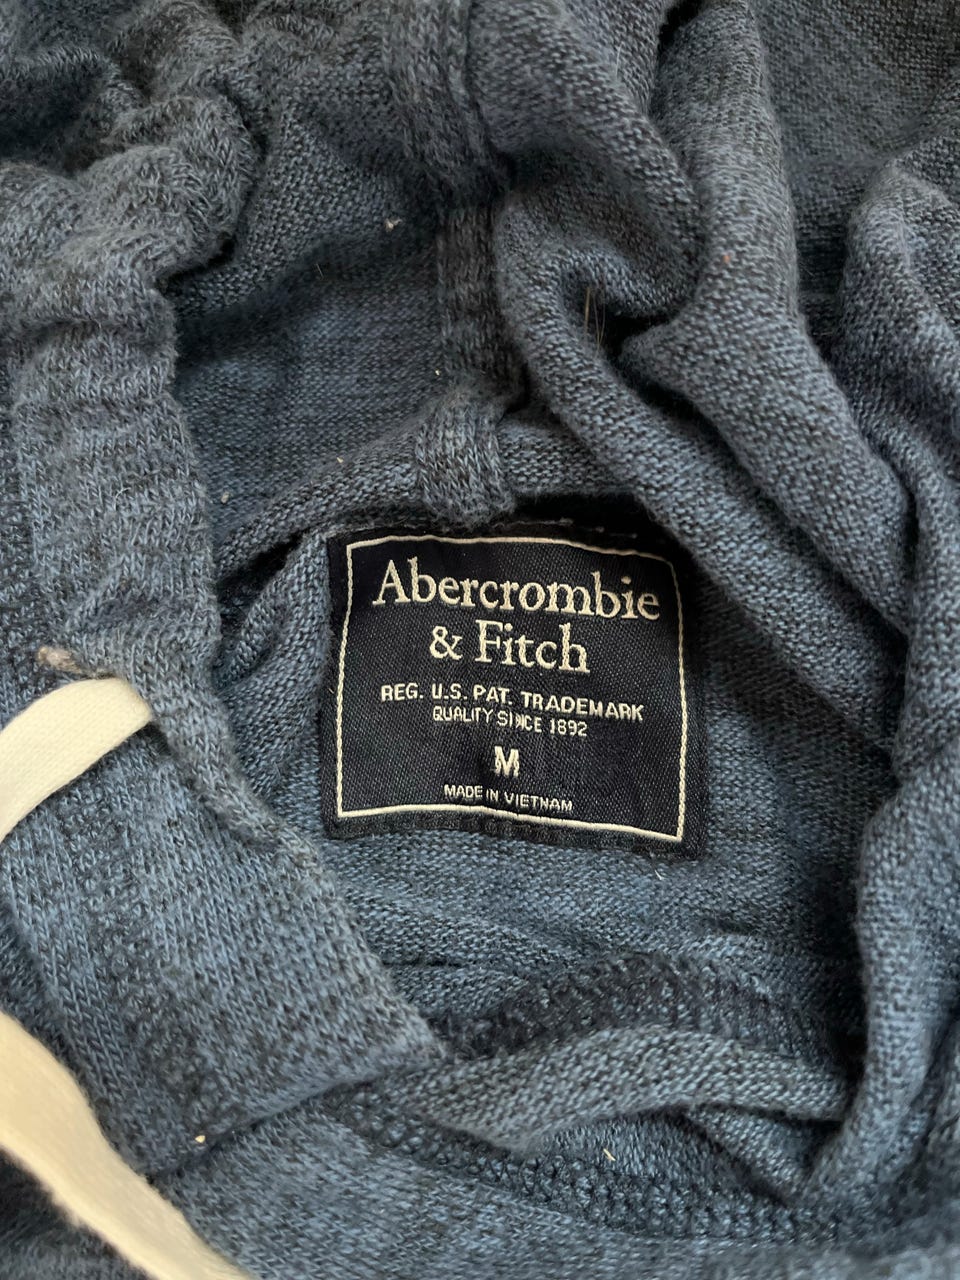 Abercrombie
& Fitch
REG. U.S. PAT. TRADEMARK
QUALITY SINCE 1892
M
MADE IN VIETNAM